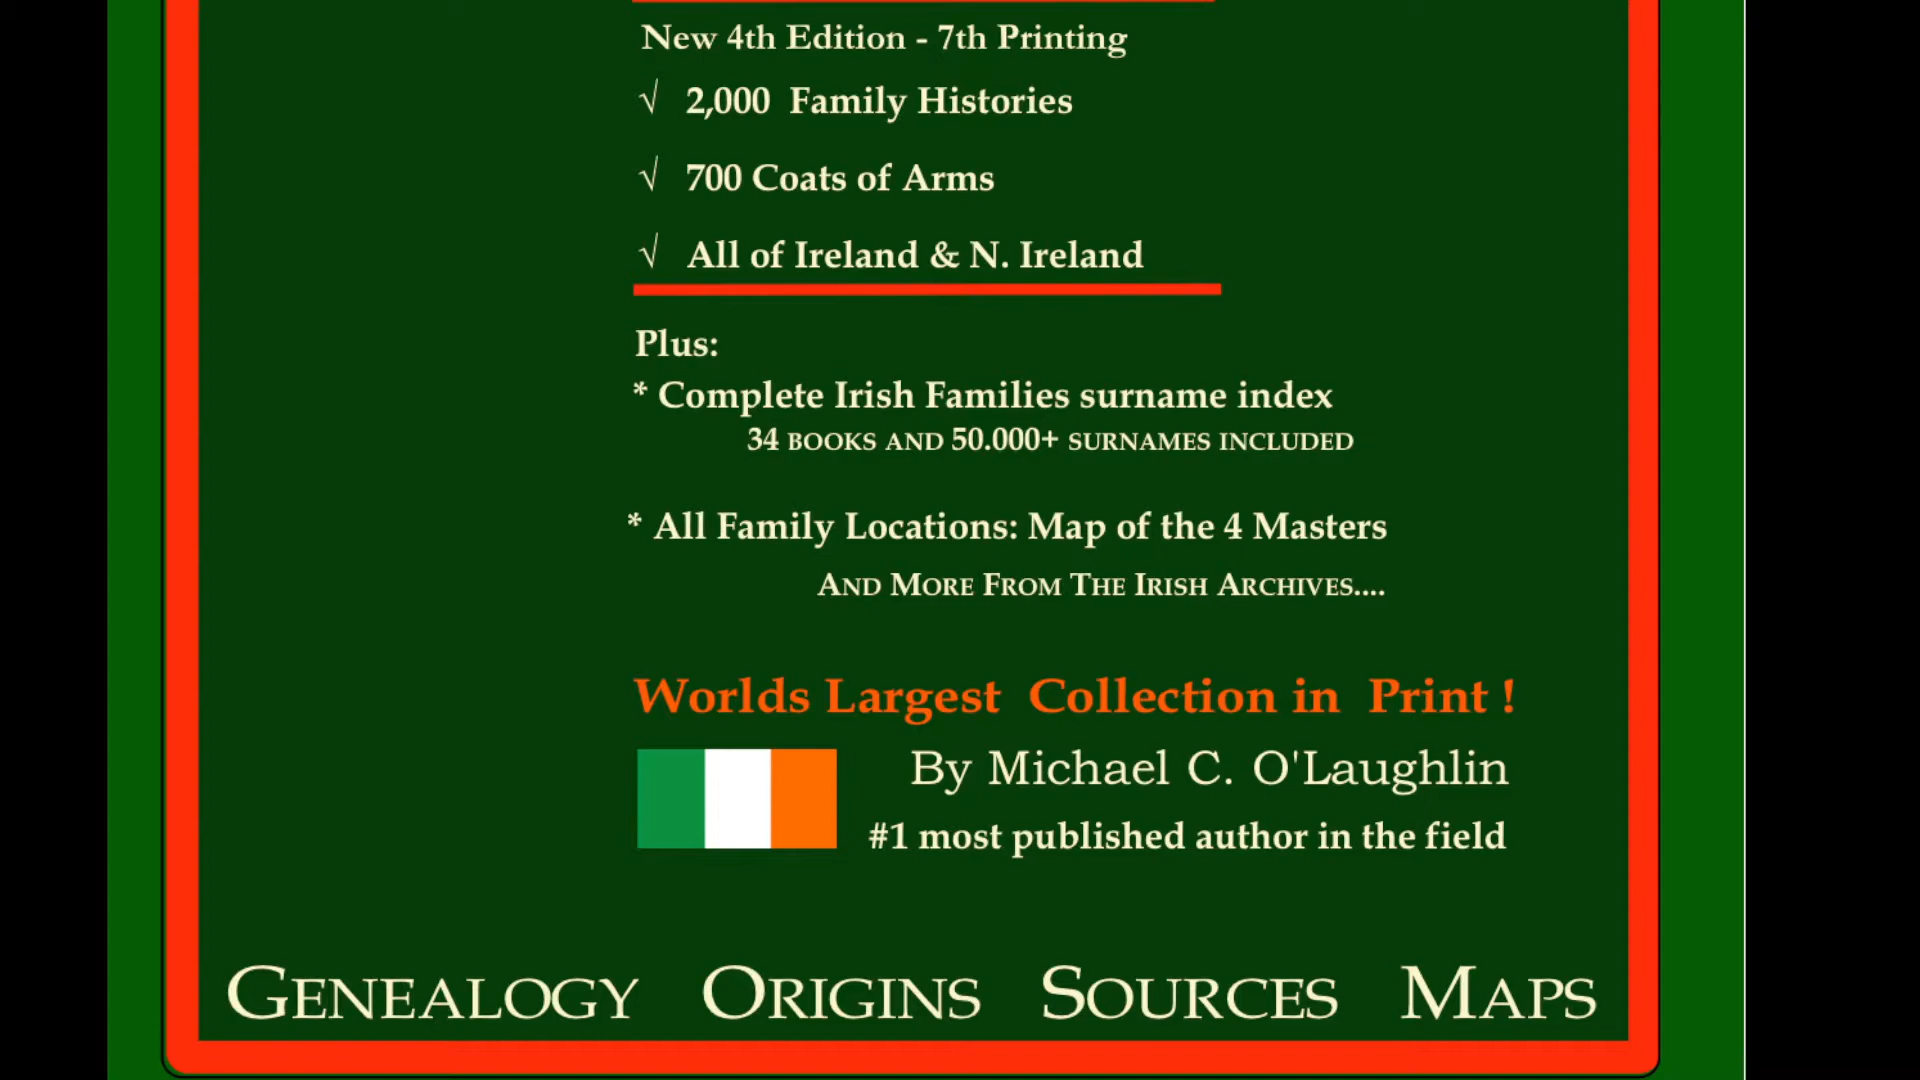 New 4th Edition - 7th Printing
√ 2,000 Family Histories
√ 700 Coats of Arms
√ All of Ireland & N. Ireland
Plus:
* Complete Irish Families surname index
34 BOOKS AND 50.000+ SURNAMES INCLUDED
* All Family Locations: Map of the 4 Masters
AND MORE FROM THE IRISH ARCHIVES....
Worlds Largest Collection in Print !
By Michael C. O'Laughlin
#1 most published author in the field
GENEALOGY ORIGINS SOURCES MAPS